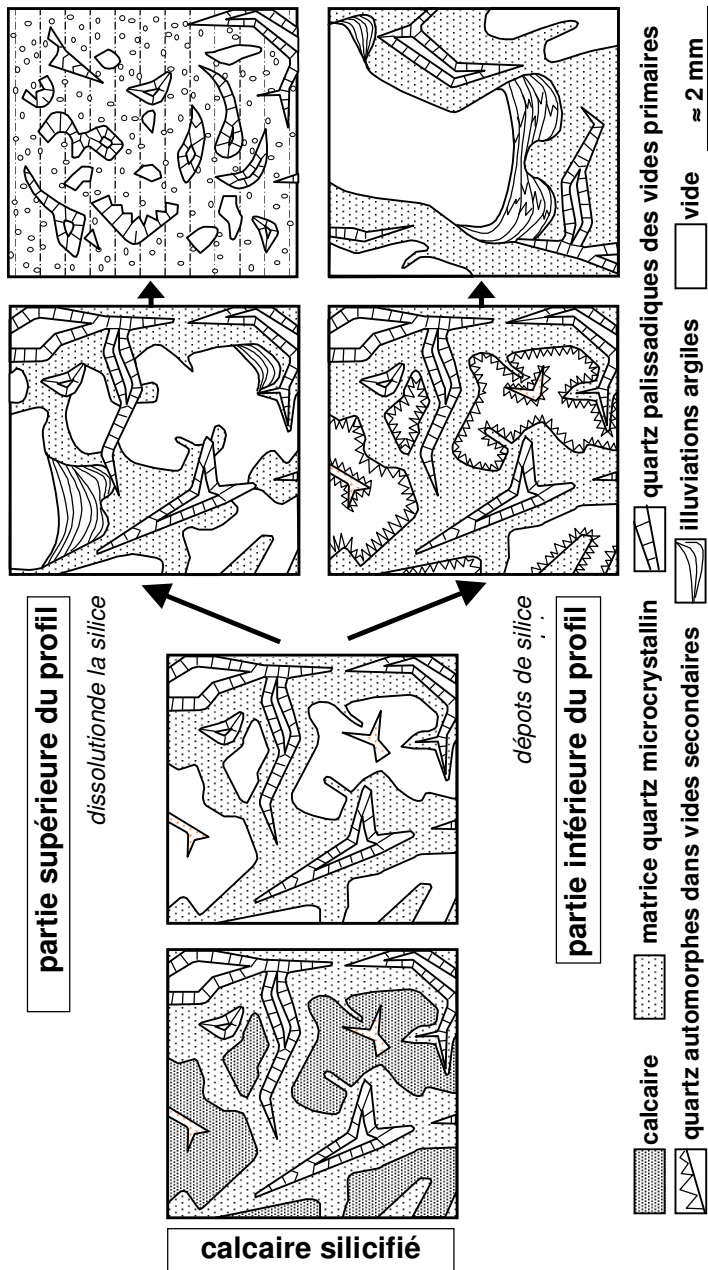 calcaire silicifié
partie supérieure du profil
dissolutionde la silice
dépots de silice
partie inférieure du profil
calcaire
matrice quartz microcrystallin
quartz palissadiques des vides primaires
quartz automorphes dans vides secondaires
illuviations argiles
vide
≈ 2 mm